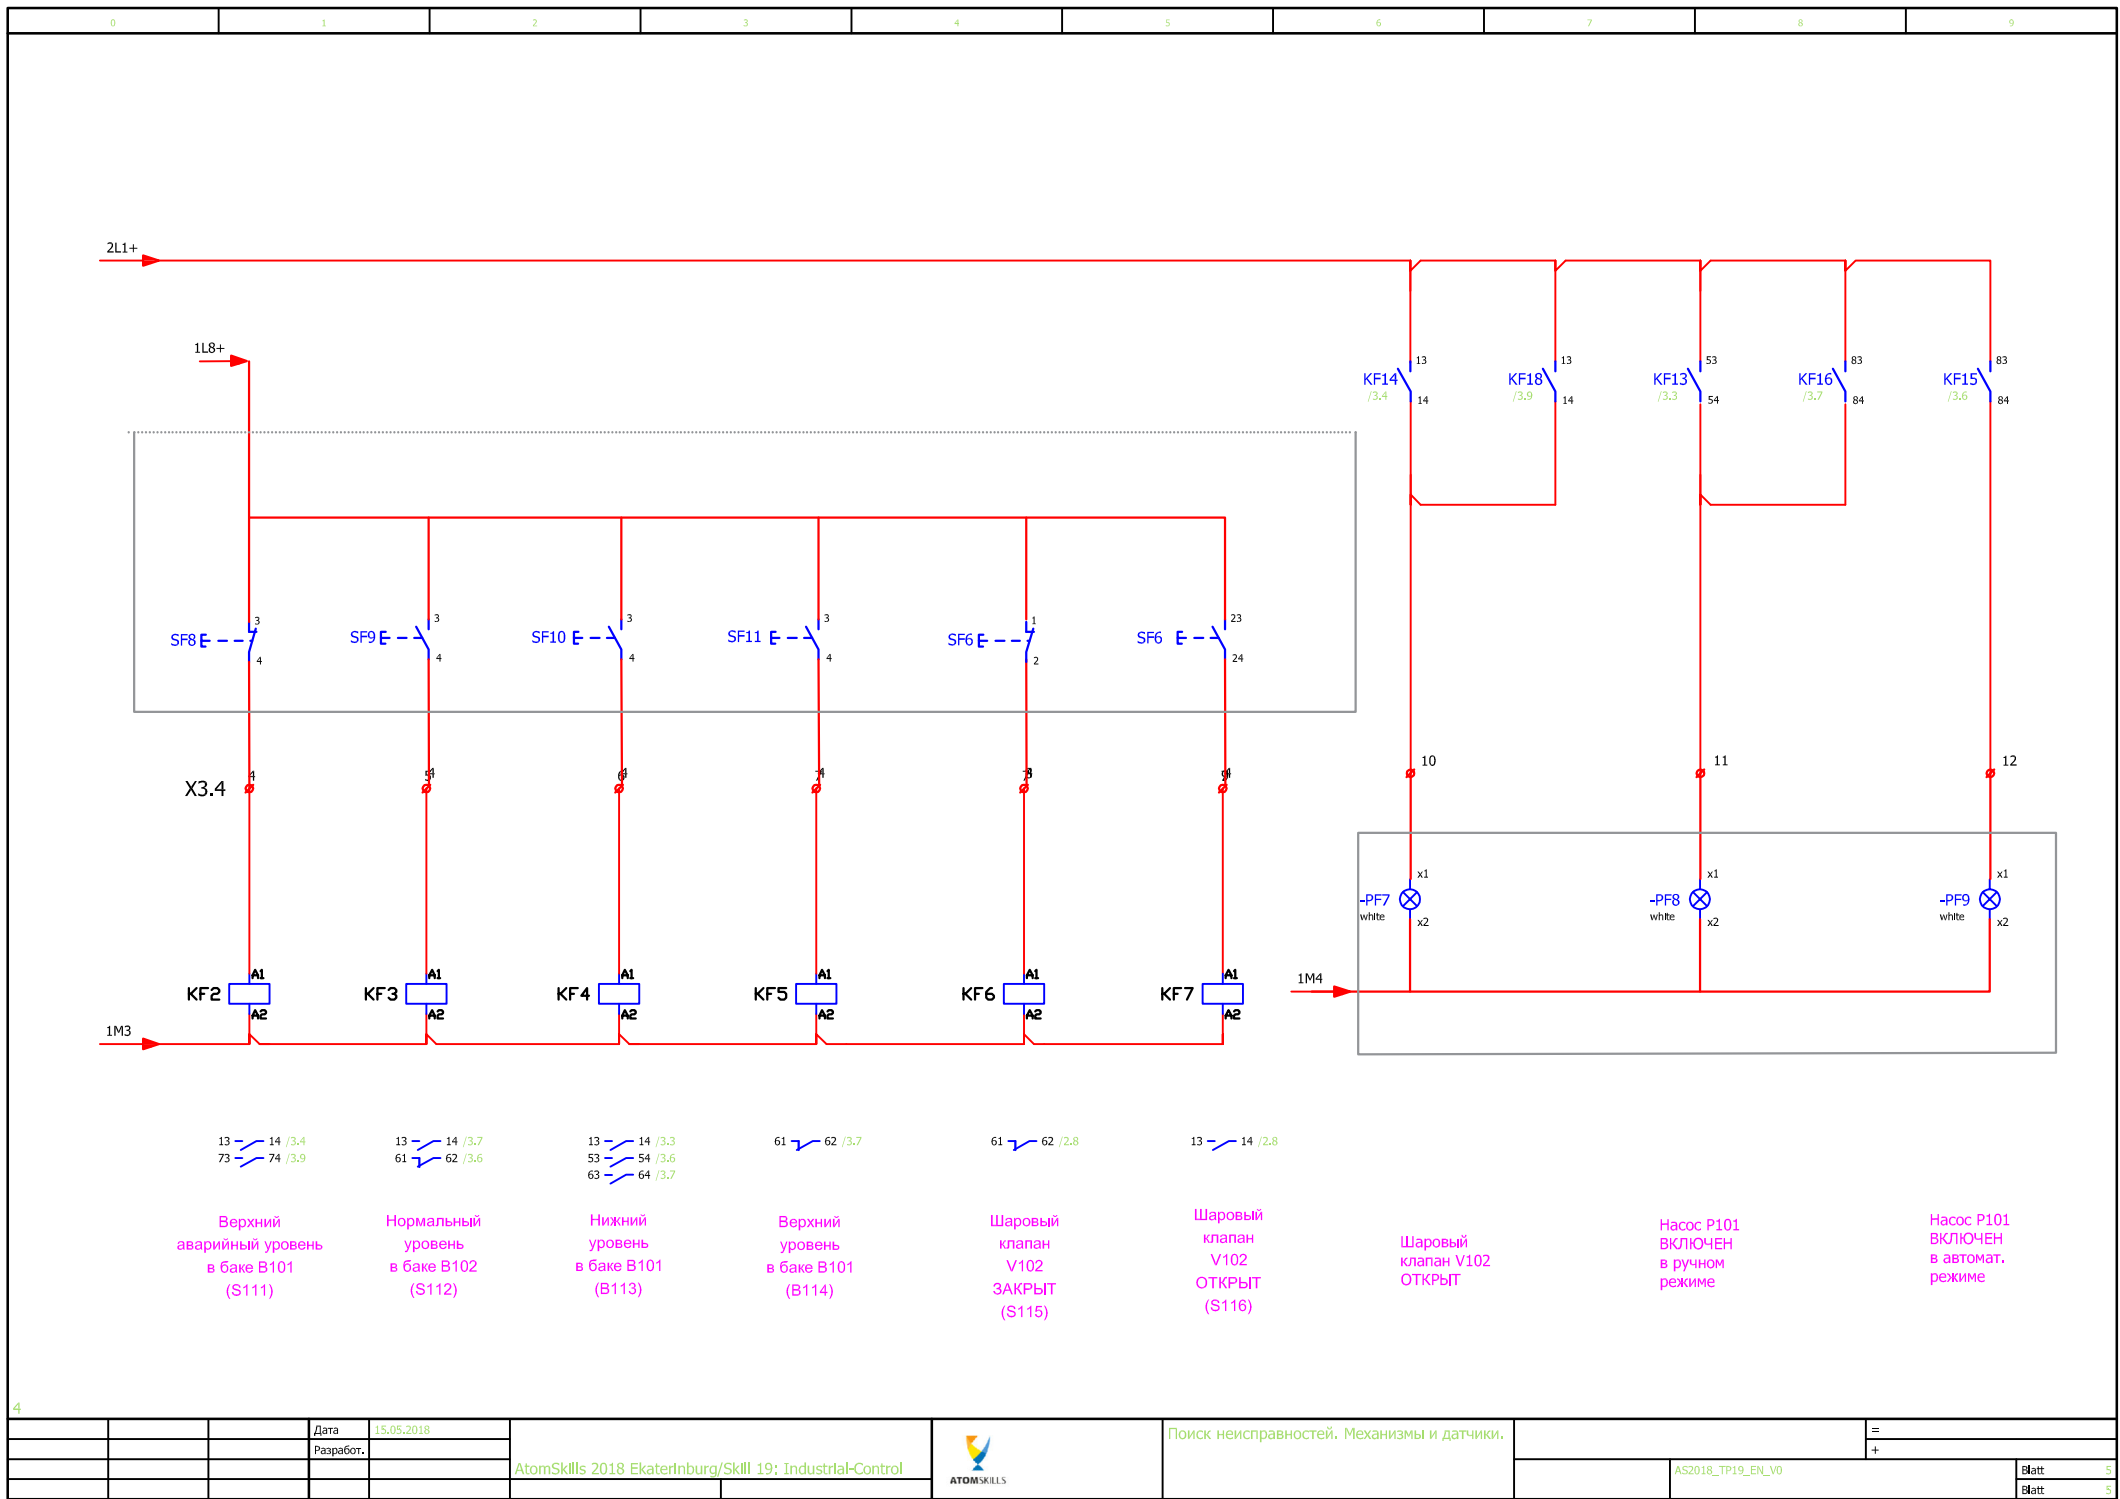 0 1 2 3 4 5 6 7 8 9
2L1+
1L8+
13 13 53 83 83
KF14 KF18 KF13 KF16 KF15
/3.4 /3.9 /3.3 /3.7 /3.6
14 14 54 84 84
3 3 3 3 1 23
SF8 SF9 SF10 SF11 SF6 SF6
4 4 4 4 2 24
10 11 12
X3.4 4
x1 x1 x1
-PF7 -PF8 -PF9
white white white
x2 x2 x2
A1 A1 A1 A1 A1 A1
KF2 KF3 KF4 KF5 KF6 KF7
1M4
A2 A2 A2 A2 A2 A2
1M3
13 14 /3.4
73 74 /3.9
13 14 /3.7
61 62 /3.6
13 14 /3.3
53 54 /3.6
63 64 /3.7
61 62 /3.7
61 62 /2.8
13 14 /2.8
Верхний
аварийный уровень
в баке B101
(S111)
Нормальный
уровень
в баке B102
(S112)
Нижний
уровень
в баке B101
(B113)
Верхний
уровень
в баке B101
(B114)
Шаровый
клапан
V102
ЗАКРЫТ
(S115)
Шаровый
клапан
V102
ОТКРЫТ
(S116)
Шаровый
клапан V102
ОТКРЫТ
Насос P101
ВКЛЮЧЕН
в ручном
режиме
Насос P101
ВКЛЮЧЕН
в автомат.
режиме
4
Дата 15.05.2018
Разработ.
AtomSkills 2018 Ekaterinburg/Skill 19: Industrial-Control
ATOMSKILLS
Поиск неисправностей. Механизмы и датчики.
=
+
AS2018_TP19_EN_V0
Blatt 5
Blatt 5